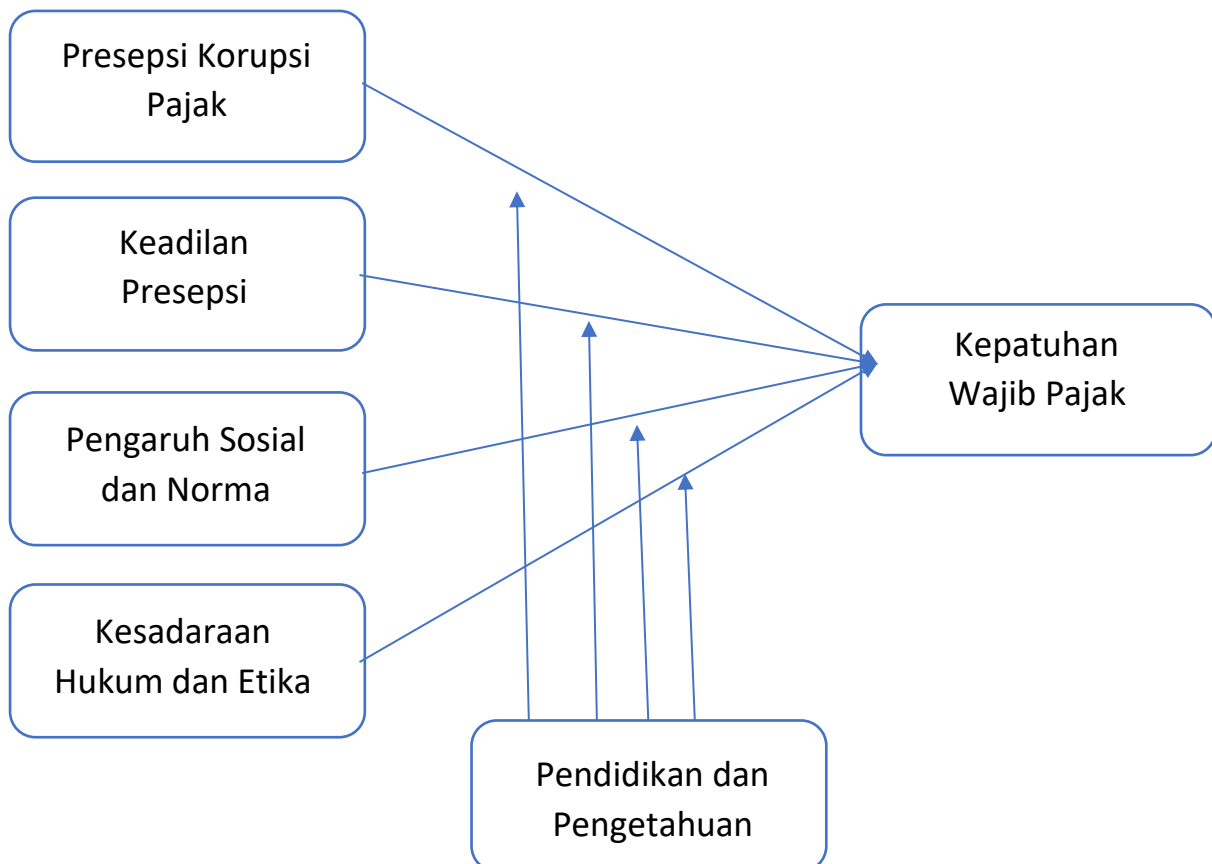 Presepsi Korupsi
Pajak
Keadilan
Presepsi
Pengaruh Sosial
dan Norma
Kesadaraan
Hukum dan Etika
Kepatuhan
Wajib Pajak
Pendidikan dan
Pengetahuan